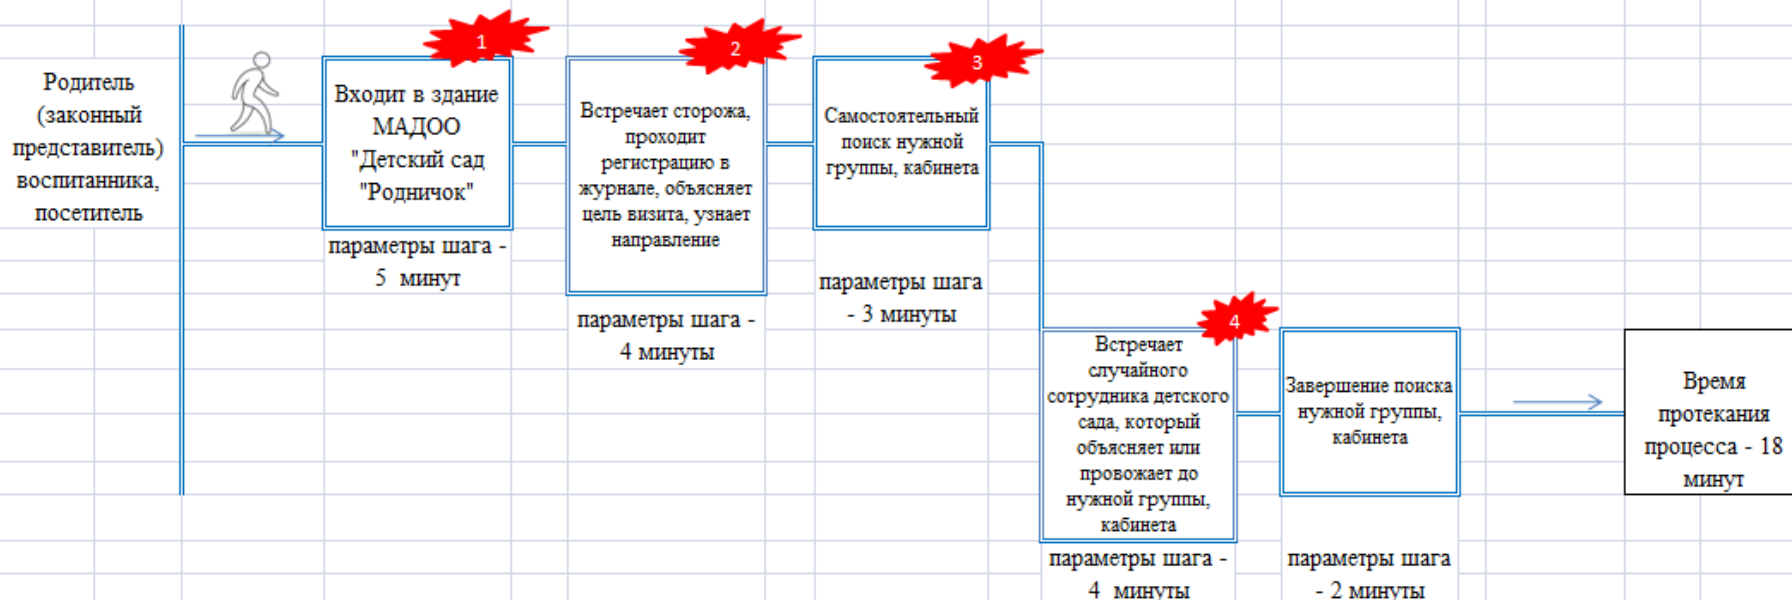 Родитель
(законный
представитель)
воспитанника,
посетитель
1
Входит в здание
МАДОО
"Детский сад
"Родничок"
параметры шага -
5 минут
2
Встречает сторожа,
проходит
регистрацию в
журнале, объясняет
цель визита, узнает
направление
параметры шага -
4 минуты
3
Самостоятельный
поиск нужной
группы, кабинета
параметры шага
- 3 минуты
4
Встречает
случайного
сотрудника детского
сада, который
объясняет или
провожает до
нужной группы,
кабинета
параметры шага -
4 минуты
Завершение поиска
нужной группы,
кабинета
параметры шага
- 2 минуты
Время
протекания
процесса - 18
минут